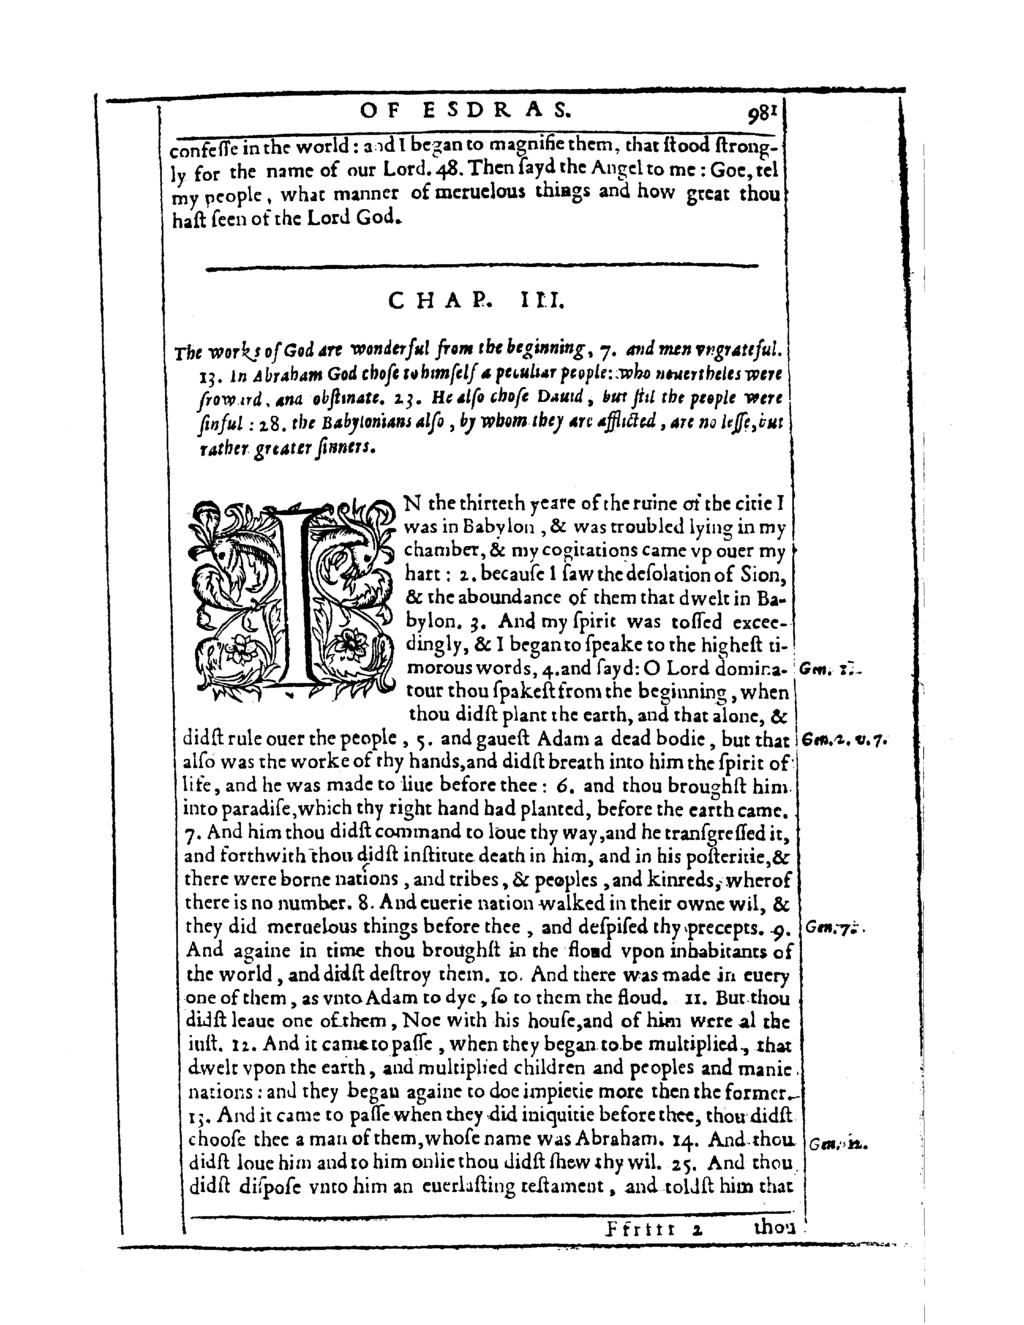 OF ESDRAS. 981
confeſſe in the world: and I began to magnifie them, that ſtood ſtrong-
ly for the name of our Lord. 48. Then ſayd the Angel to me: Goe, tel
my people, what manner of meruelous things and how great thou
haſt ſeen of the Lord God.
CHAP. III.
The works of God are wonderful from the beginning, 7. and men vngrateful.
13. In Abraham God choſe to himſelf a peculiar people: who neuertheles were
froward, and obſtinate. 23. He alſo choſe Dauid, but ſtil the people were
ſinful: 28. the Babylonians alſo, by whom they are afflicted, are no leſſe, but
rather greater ſinners.
IN the thirteth yeare of the ruine of the citie I
was in Babylon, & was troubled lying in my
chamber, & my cogitations came vp ouer my
hart: 2. becauſe I ſaw the deſolation of Sion,
& the aboundance of them that dwelt in Ba-
bylon. 3. And my ſpirit was toſſed excee-
dingly, & I began to ſpeake to the higheſt ti-
morous words, 4. and ſayd: O Lord domina- Gen. 1.
tour thou ſpakeſt from the beginning, when
thou didſt plant the earth, and that alone, &
didſt rule ouer the people, 5. and gaueſt Adam a dead bodie, but that Gen. 2. v. 7.
alſo was the worke of thy hands, and didſt breath into him the ſpirit of
life, and he was made to liue before thee: 6. and thou broughſt him
into paradiſe, which thy right hand had planted, before the earth came.
7. And him thou didſt command to loue thy way, and he tranſgreſſed it,
and forthwith thou didſt inſtitute death in him, and in his poſteritie, &
there were borne nations, and tribes, & peoples, and kinreds, wherof
there is no number. 8. And euerie nation walked in their owne wil, &
they did meruelous things before thee, and deſpiſed thy precepts. 9. Gen. 7.
And againe in time thou broughſt in the floud vpon inhabitants of
the world, and didſt deſtroy them. 10. And there was made in euery
one of them, as vnto Adam to dye, ſo to them the floud. 11. But thou
didſt leaue one of them, Noe with his houſe, and of him were al the
iuſt. 12. And it came to paſſe, when they began to be multiplied, that
dwelt vpon the earth, and multiplied children and peoples and manie
nations: and they began againe to doe impietie more then the former.
13. And it came to paſſe when they did iniquitie before thee, thou didſt
chooſe thee a man of them, whoſe name was Abraham. 14. And thou Gen. 12.
didſt loue him and to him onlie thou didſt ſhew thy wil. 25. And thou
didſt diſpoſe vnto him an euerlaſting teſtament, and toldſt him that
Ffffff 2 thou